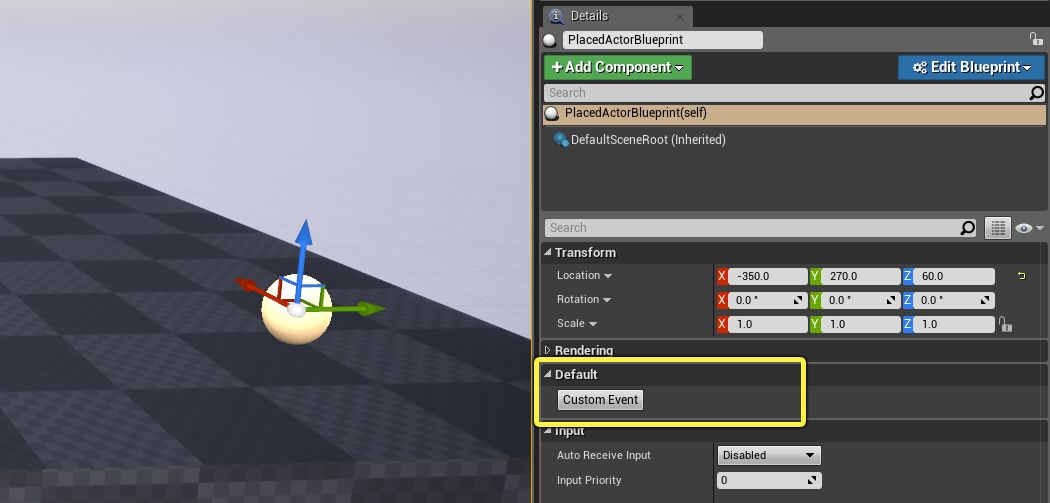 Details
PlacedActorBlueprint
+Add Component
Edit Blueprint
Search
PlacedActorBlueprint(self)
DefaultSceneRoot (Inherited)
Search
Transform
Location X -350.0 Y 270.0 Z 60.0
Rotation X 0.0 ° Y 0.0 ° Z 0.0 °
Scale X 1.0 Y 1.0 Z 1.0
Rendering
Default
Custom Event
Input
Auto Receive Input Disabled
Input Priority 0